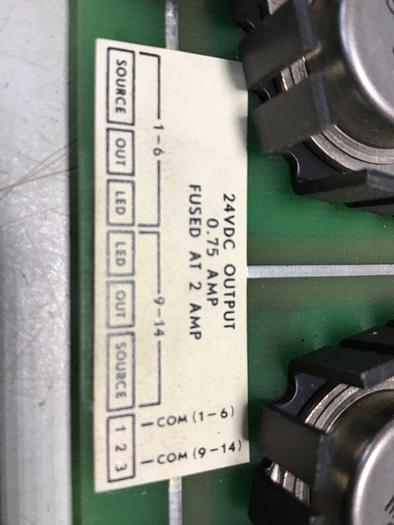 24VDC OUTPUT
0.75 AMP
FUSED AT 2 AMP
1-6
9-14
SOURCE
OUT
LED
LED
OUT
SOURCE
1 2 3
COM (1-6)
COM (9-14)